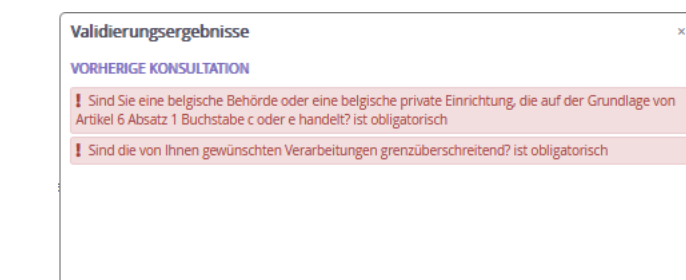 Validierungsergebnisse ×
VORHERIGE KONSULTATION
! Sind Sie eine belgische Behörde oder eine belgische private Einrichtung, die auf der Grundlage von
Artikel 6 Absatz 1 Buchstabe c oder e handelt? ist obligatorisch
! Sind die von Ihnen gewünschten Verarbeitungen grenzüberschreitend? ist obligatorisch